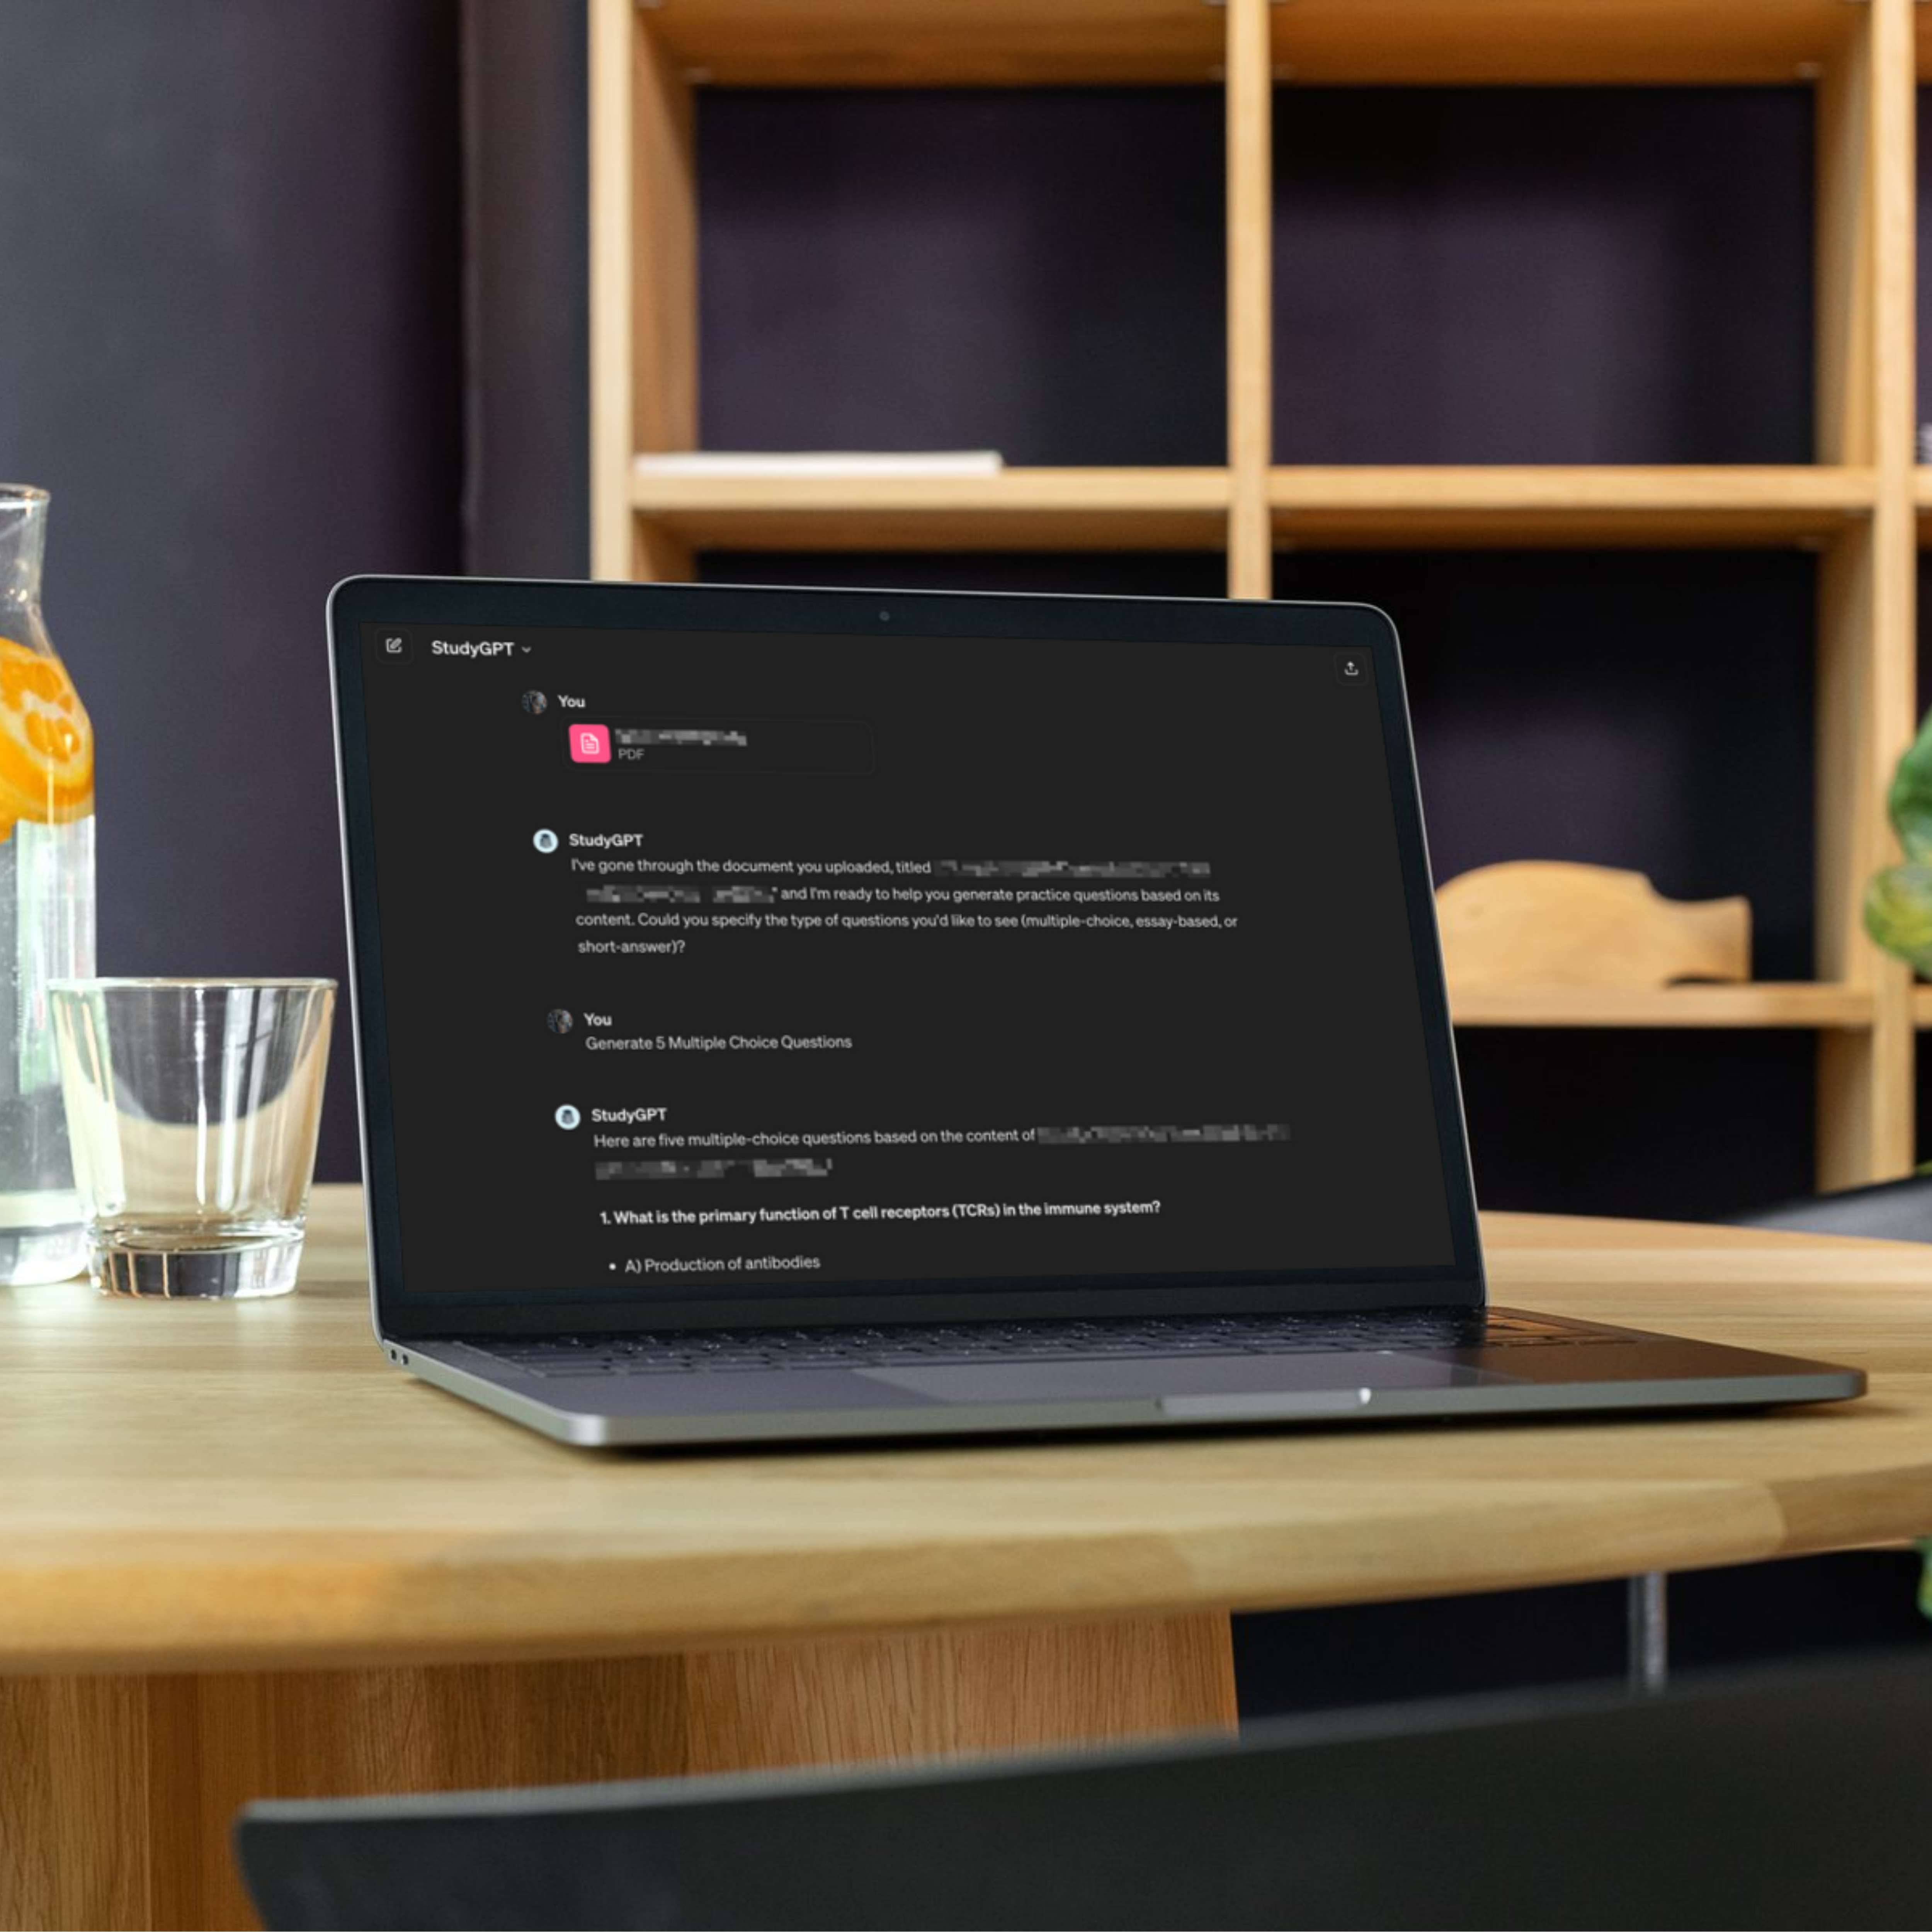 StudyGPT
You
PDF
StudyGPT
I've gone through the document you uploaded, titled
" and I'm ready to help you generate practice questions based on its
content. Could you specify the type of questions you'd like to see (multiple-choice, essay-based, or
short-answer)?
You
Generate 5 Multiple Choice Questions
StudyGPT
Here are five multiple-choice questions based on the content of
1. What is the primary function of T cell receptors (TCRs) in the immune system?
• A) Production of antibodies